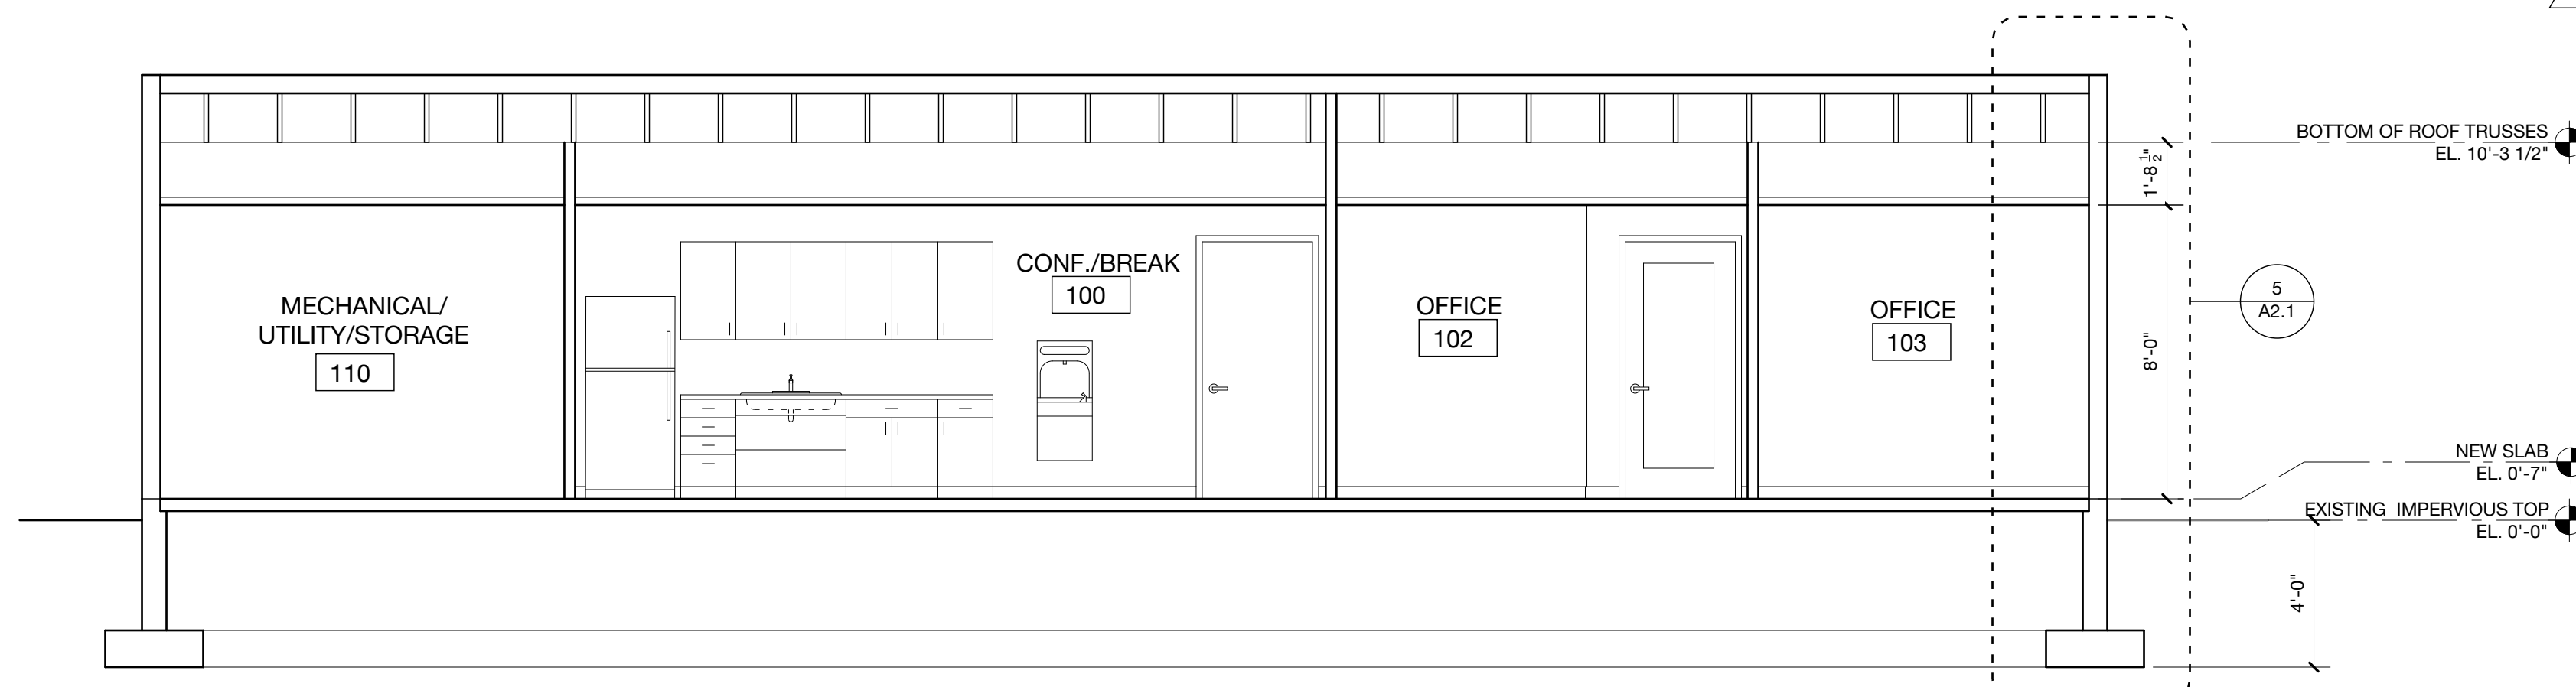 BOTTOM OF ROOF TRUSSES
EL. 10'-3 1/2"
1'-8 1/2"
CONF./BREAK
100
MECHANICAL/
UTILITY/STORAGE
110
OFFICE
102
OFFICE
103
5
A2.1
8'-0"
NEW SLAB
EL. 0'-7"
EXISTING IMPERVIOUS TOP
EL. 0'-0"
4'-0"